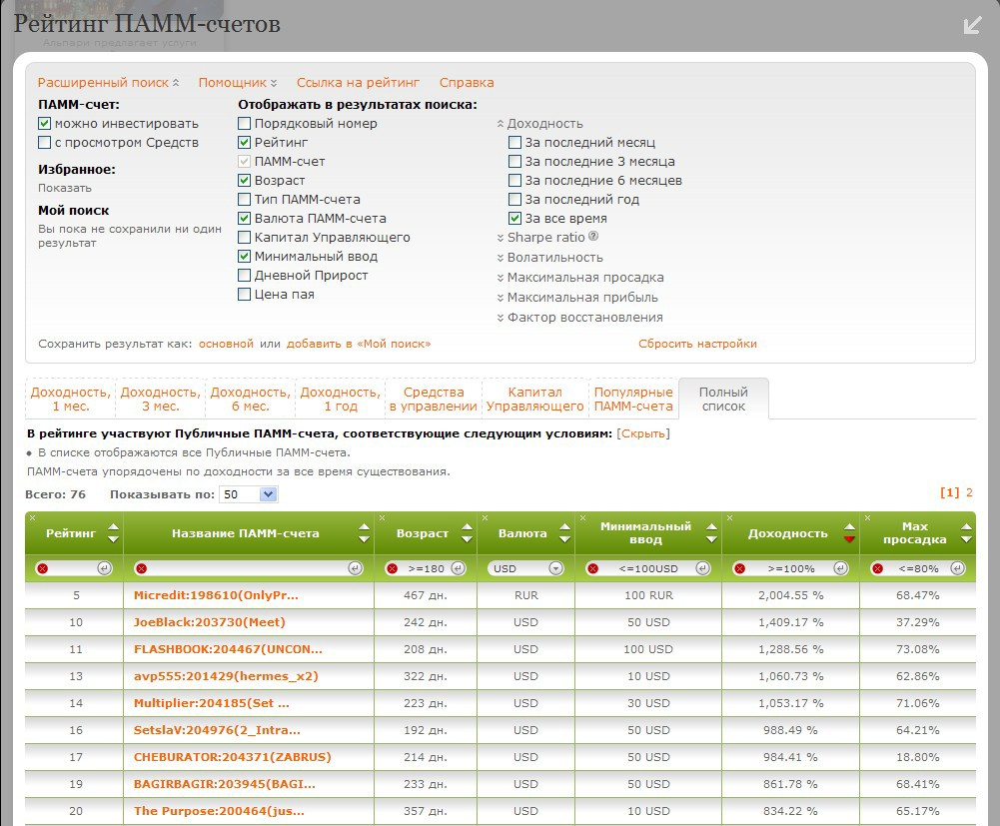 Рейтинг ПАММ-счетов
Альпари предлагает услуги
Расширенный поиск Помощник Ссылка на рейтинг Справка
ПАММ-счет:
можно инвестировать
с просмотром Средств
Избранное:
Показать
Мой поиск
Вы пока не сохранили ни один
результат
Отображать в результатах поиска:
Порядковый номер
Рейтинг
ПАММ-счет
Возраст
Тип ПАММ-счета
Валюта ПАММ-счета
Капитал Управляющего
Минимальный ввод
Дневной Прирост
Цена пая
Доходность
За последний месяц
За последние 3 месяца
За последние 6 месяцев
За последний год
За все время
Sharpe ratio ?
Волатильность
Максимальная просадка
Максимальная прибыль
Фактор восстановления
Сохранить результат как: основной или добавить в «Мой поиск» Сбросить настройки
Доходность,
1 мес.
Доходность,
3 мес.
Доходность,
6 мес.
Доходность,
1 год
Средства
в управлении
Капитал
Управляющего
Популярные
ПАММ-счета
Полный
список
В рейтинге участвуют Публичные ПАММ-счета, соответствующие следующим условиям: [Скрыть]
• В списке отображаются все Публичные ПАММ-счета.
ПАММ-счета упорядочены по доходности за все время существования.
Всего: 76 Показывать по: 50 [1] 2
Рейтинг Название ПАММ-счета Возраст Валюта Минимальный
ввод Доходность Max
просадка
>=180 USD <=100USD >=100% <=80%
5 Micredit:198610(OnlyPr... 467 дн. RUR 100 RUR 2,004.55 % 68.47%
10 JoeBlack:203730(Meet) 242 дн. USD 50 USD 1,409.17 % 37.29%
11 FLASHBOOK:204467(UNCON... 208 дн. USD 100 USD 1,288.56 % 73.08%
13 avp555:201429(hermes_x2) 322 дн. USD 10 USD 1,060.73 % 62.86%
14 Multiplier:204185(Set ... 223 дн. USD 30 USD 1,053.17 % 71.06%
16 SetslaV:204976(2_Intra... 192 дн. USD 50 USD 988.49 % 64.21%
17 CHEBURATOR:204371(ZABRUS) 214 дн. USD 50 USD 984.41 % 18.80%
19 BAGIRBAGIR:203945(BAGI... 233 дн. USD 50 USD 861.78 % 68.41%
20 The Purpose:200464(jus... 357 дн. USD 10 USD 834.22 % 65.17%